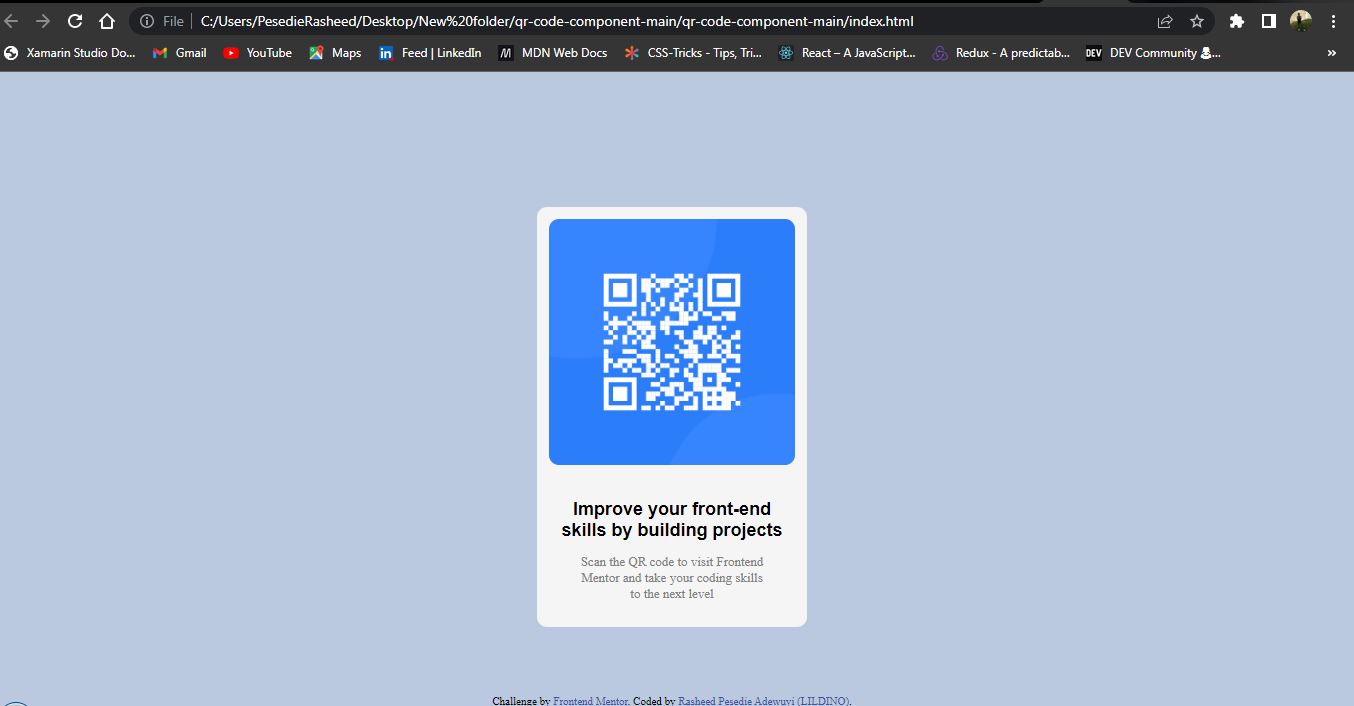 File C:/Users/PesedieRasheed/Desktop/New%20folder/qr-code-component-main/qr-code-component-main/index.html
Xamarin Studio Do... Gmail YouTube Maps in Feed | LinkedIn M MDN Web Docs CSS-Tricks - Tips, Tri... React – A JavaScript... Redux - A predictab... DEV DEV Community ... »
Improve your front-end
skills by building projects
Scan the QR code to visit Frontend
Mentor and take your coding skills
to the next level
Challenge by Frontend Mentor. Coded by Rasheed Pesedie Adewuyi (LILDINO).